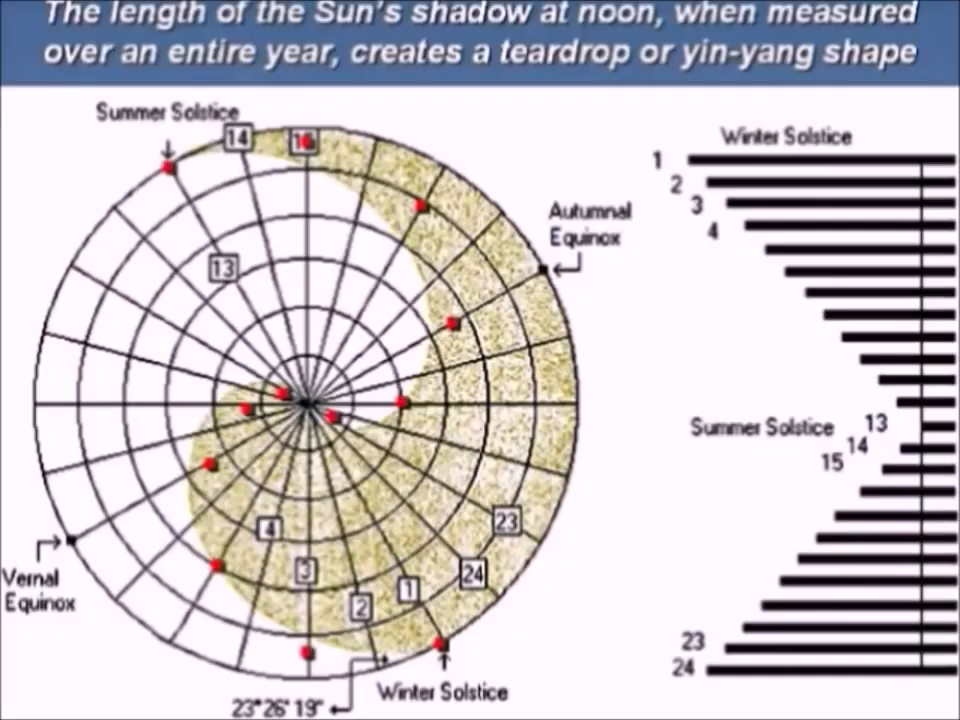 The length of the Sun's shadow at noon, when measured
over an entire year, creates a teardrop or yin-yang shape
Summer Solstice
14
13
Autumnal
Equinox
4
3
2
1
24
23
Vernal
Equinox
Winter Solstice
23°26' 19"
Winter Solstice
1
2
3
4
Summer Solstice
13
14
15
23
24